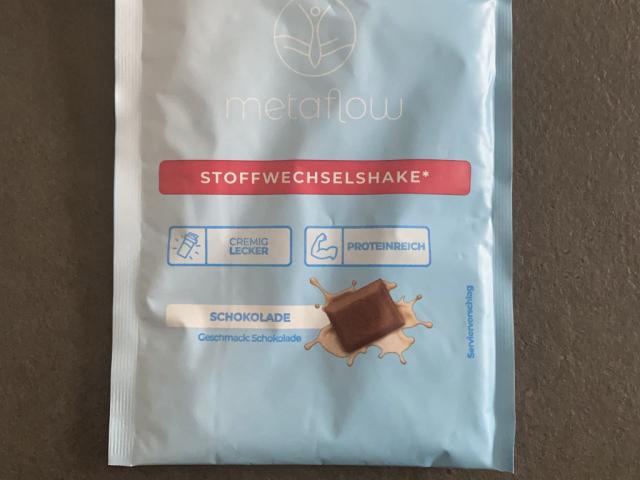 metaflow
STOFFWECHSELSHAKE*
CREMIG
LECKER
PROTEINREICH
SCHOKOLADE
Geschmack: Schokolade
Serviervorschlag